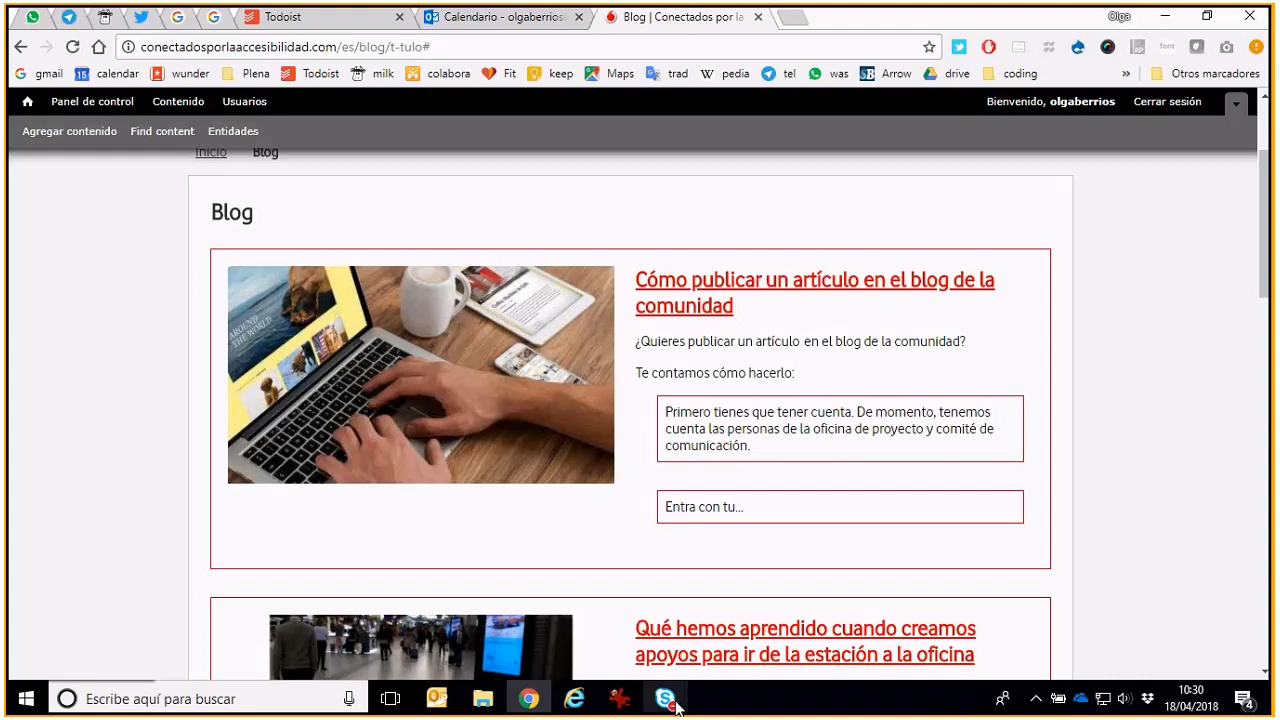 Todoist
Calendario - olgaberrios
Blog | Conectados por la
Olga
conectadosporlaaccesibilidad.com/es/blog/t-tulo#
gmail calendar wunder Plena Todoist milk colabora Fit keep Maps trad pedia tel was Arrow drive coding » Otros marcadores
Panel de control Contenido Usuarios Bienvenido, olgaberrios Cerrar sesión
Agregar contenido Find content Entidades
Inicio Blog
Blog
Cómo publicar un artículo en el blog de la
comunidad
¿Quieres publicar un artículo en el blog de la comunidad?
Te contamos cómo hacerlo:
Primero tienes que tener cuenta. De momento, tenemos
cuenta las personas de la oficina de proyecto y comité de
comunicación.
Entra con tu...
Qué hemos aprendido cuando creamos
apoyos para ir de la estación a la oficina
Escribe aquí para buscar
10:30
18/04/2018
4